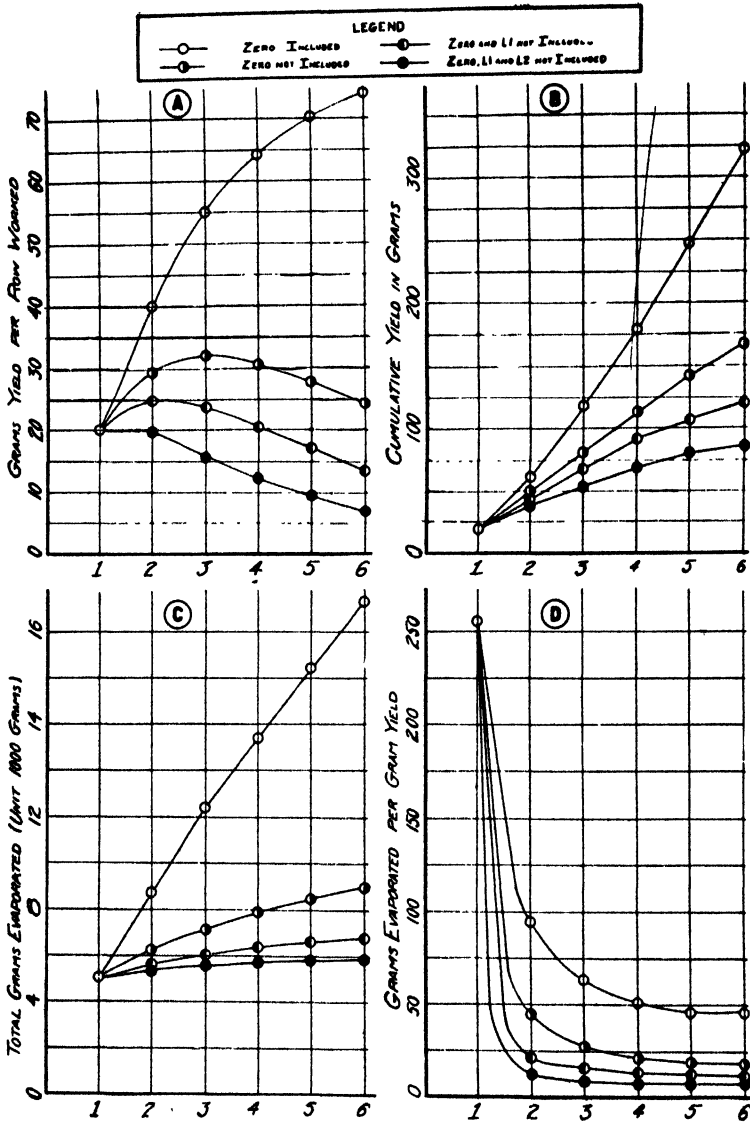 LEGEND
ZERO INCLUDED
ZERO AND L1 NOT INCLUDED
ZERO NOT INCLUDED
ZERO, L1 AND L2 NOT INCLUDED
A
GRAMS YIELD PER ROW WORKED
70
60
50
40
30
20
10
0
1 2 3 4 5 6
B
CUMULATIVE YIELD IN GRAMS
300
200
100
0
1 2 3 4 5 6
C
TOTAL GRAMS EVAPORATED (UNIT 1000 GRAMS)
16
14
12
8
4
0
1 2 3 4 5 6
D
GRAMS EVAPORATED PER GRAM YIELD
250
200
150
100
50
0
1 2 3 4 5 6